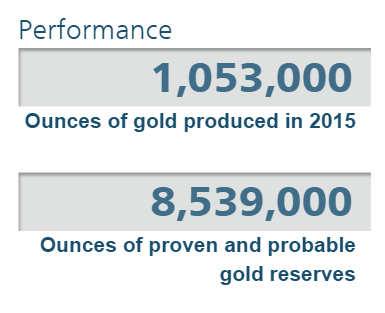 Performance
1,053,000
Ounces of gold produced in 2015
8,539,000
Ounces of proven and probable
gold reserves